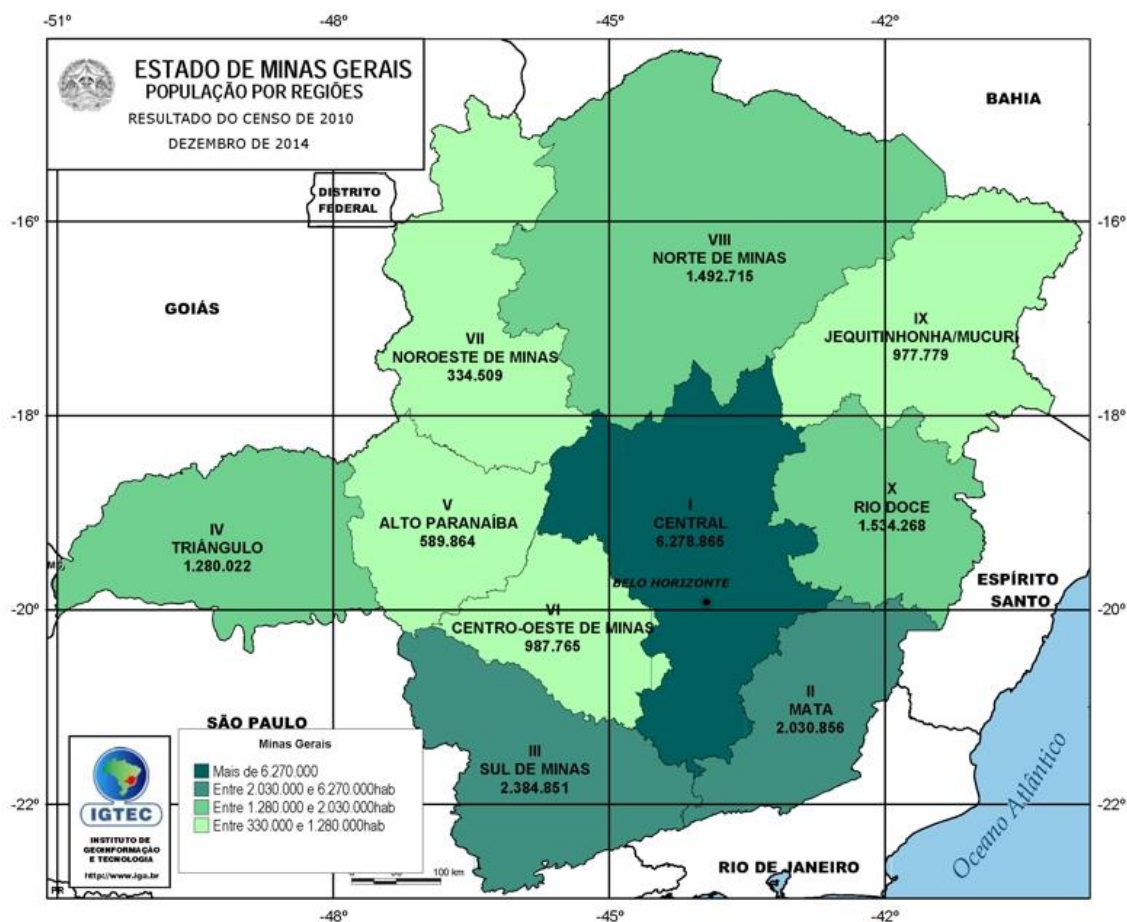 -51º
-45º
-42º
ESTADO DE MINAS GERAIS
POPULAÇÃO POR REGIÕES
RESULTADO DO CENSO DE 2010
DEZEMBRO DE 2014
BAHIA
DISTRITO
FEDERAL
-16º
-16º
VIII
NORTE DE MINAS
1.492.715
GOIÁS
IX
JEQUITINHONHA/MUCURI
977.779
VII
NOROESTE DE MINAS
334.509
-18º
-18º
V
ALTO PARANAÍBA
589.864
I
CENTRAL
6.278.865
X
RIO DOCE
1.534.268
IV
TRIÂNGULO
1.280.022
BELO HORIZONTE
ESPÍRITO
SANTO
-20º
-20º
VI
CENTRO-OESTE DE MINAS
987.765
II
MATA
2.030.856
SÃO PAULO
III
SUL DE MINAS
2.384.851
Minas Gerais
Mais de 6.270.000
Entre 2.030.000 e 6.270.000hab
Entre 1.280.000 e 2.030.000hab
Entre 330.000 e 1.280.000hab
IGTEC
INSTITUTO DE
GEOINFORMAÇÃO
E TECNOLOGIA
http://www.iga.br
-22º
-22º
Oceano Atlântico
100 km
RIO DE JANEIRO
PR
-48º
-45º
-42º